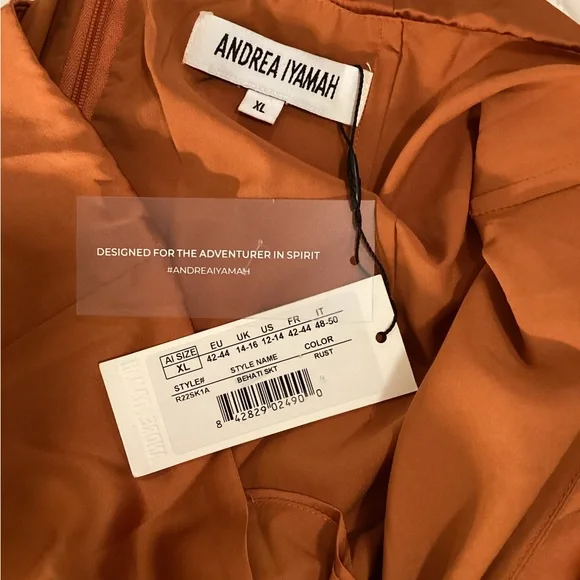 ANDREA IYAMAH
XL
DESIGNED FOR THE ADVENTURER IN SPIRIT
#ANDREAIYAMAH
AI SIZE EU UK US FR IT
XL 42-44 14-16 12-14 42-44 48-50
STYLE# STYLE NAME COLOR
R22SK1A BEHATI SKT RUST
8 42829 02490 0